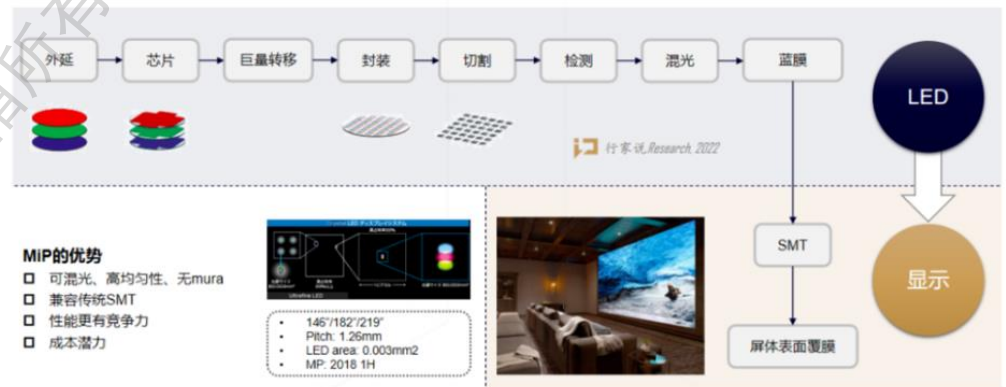 外延
芯片
巨量转移
封装
切割
检测
混光
蓝膜
LED
行家说Research 2022
MiP的优势
可混光、高均匀性、无mura
兼容传统SMT
性能更有竞争力
成本潜力
Ultrafine LED
146"/182"/219"
Pitch: 1.26mm
LED area: 0.003mm2
MP: 2018 1H
SMT
屏体表面覆膜
显示